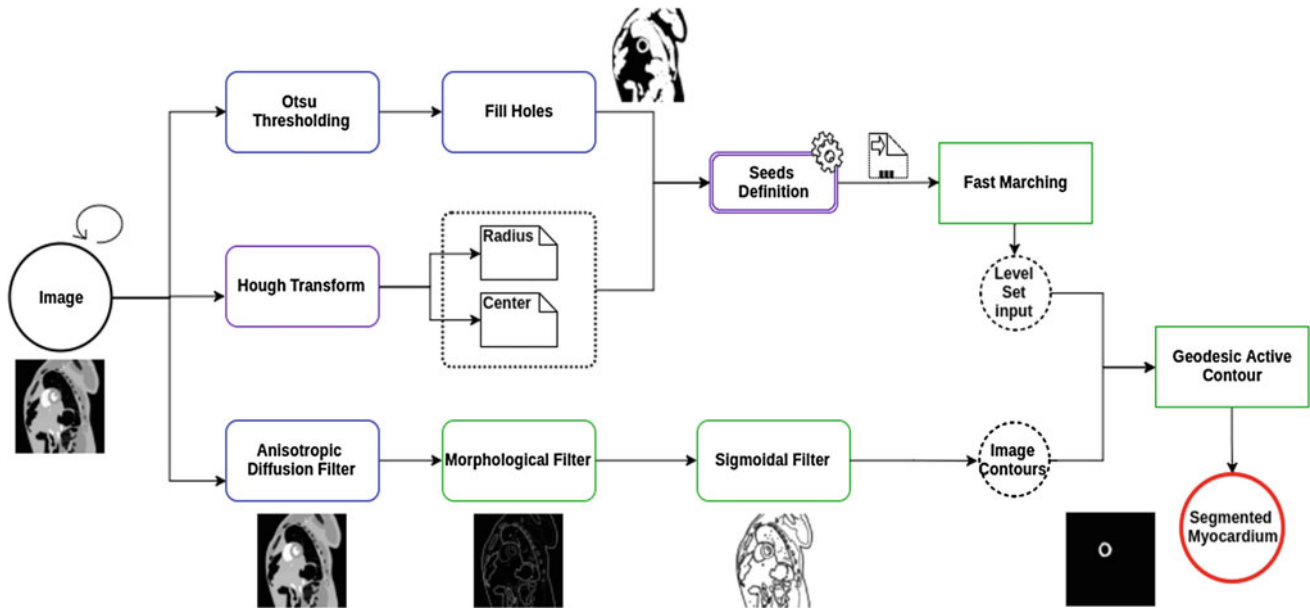 Otsu
Thresholding
Fill Holes
Seeds
Definition
Fast Marching
Image
Hough Transform
Radius
Center
Level
Set
input
Geodesic Active
Contour
Anisotropic
Diffusion Filter
Morphological Filter
Sigmoidal Filter
Image
Contours
Segmented
Myocardium